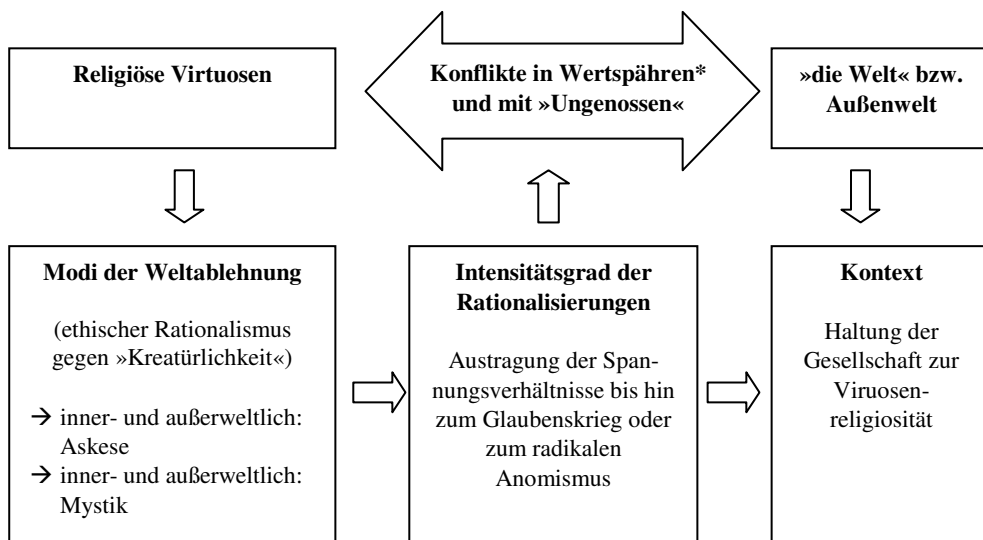 Religiöse Virtuosen
Konflikte in Wertspähren*
und mit »Ungenossen«
»die Welt« bzw.
Außenwelt
Modi der Weltablehnung
(ethischer Rationalismus
gegen »Kreatürlichkeit«)
→ inner- und außerweltlich:
Askese
→ inner- und außerweltlich:
Mystik
Intensitätsgrad der
Rationalisierungen
Austragung der Span-
nungsverhältnisse bis hin
zum Glaubenskrieg oder
zum radikalen
Anomismus
Kontext
Haltung der
Gesellschaft zur
Viruosen-
religiosität